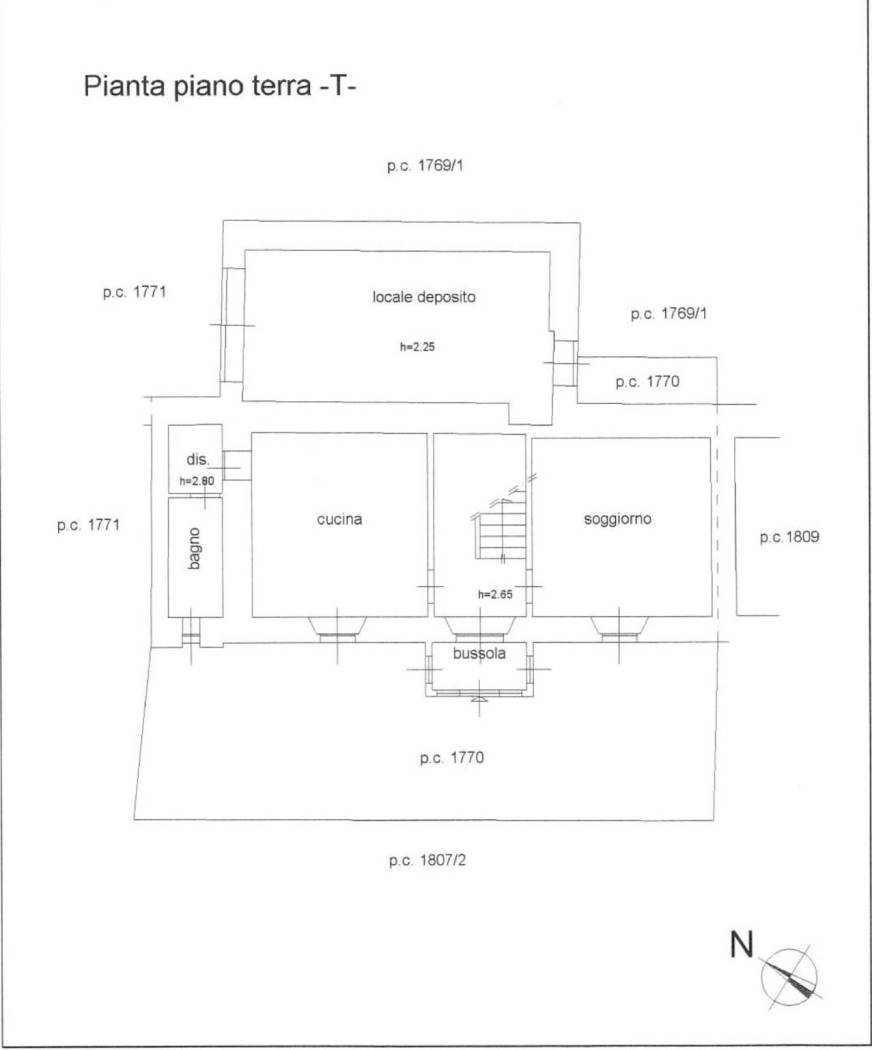 Pianta piano terra -T-
p.c. 1769/1
p.c. 1771
locale deposito
p.c. 1769/1
h=2.25
p.c. 1770
dis.
h=2.80
cucina
soggiorno
p.c. 1771
p.c.1809
bagno
h=2.65
bussola
p.c. 1770
p.c. 1807/2
N